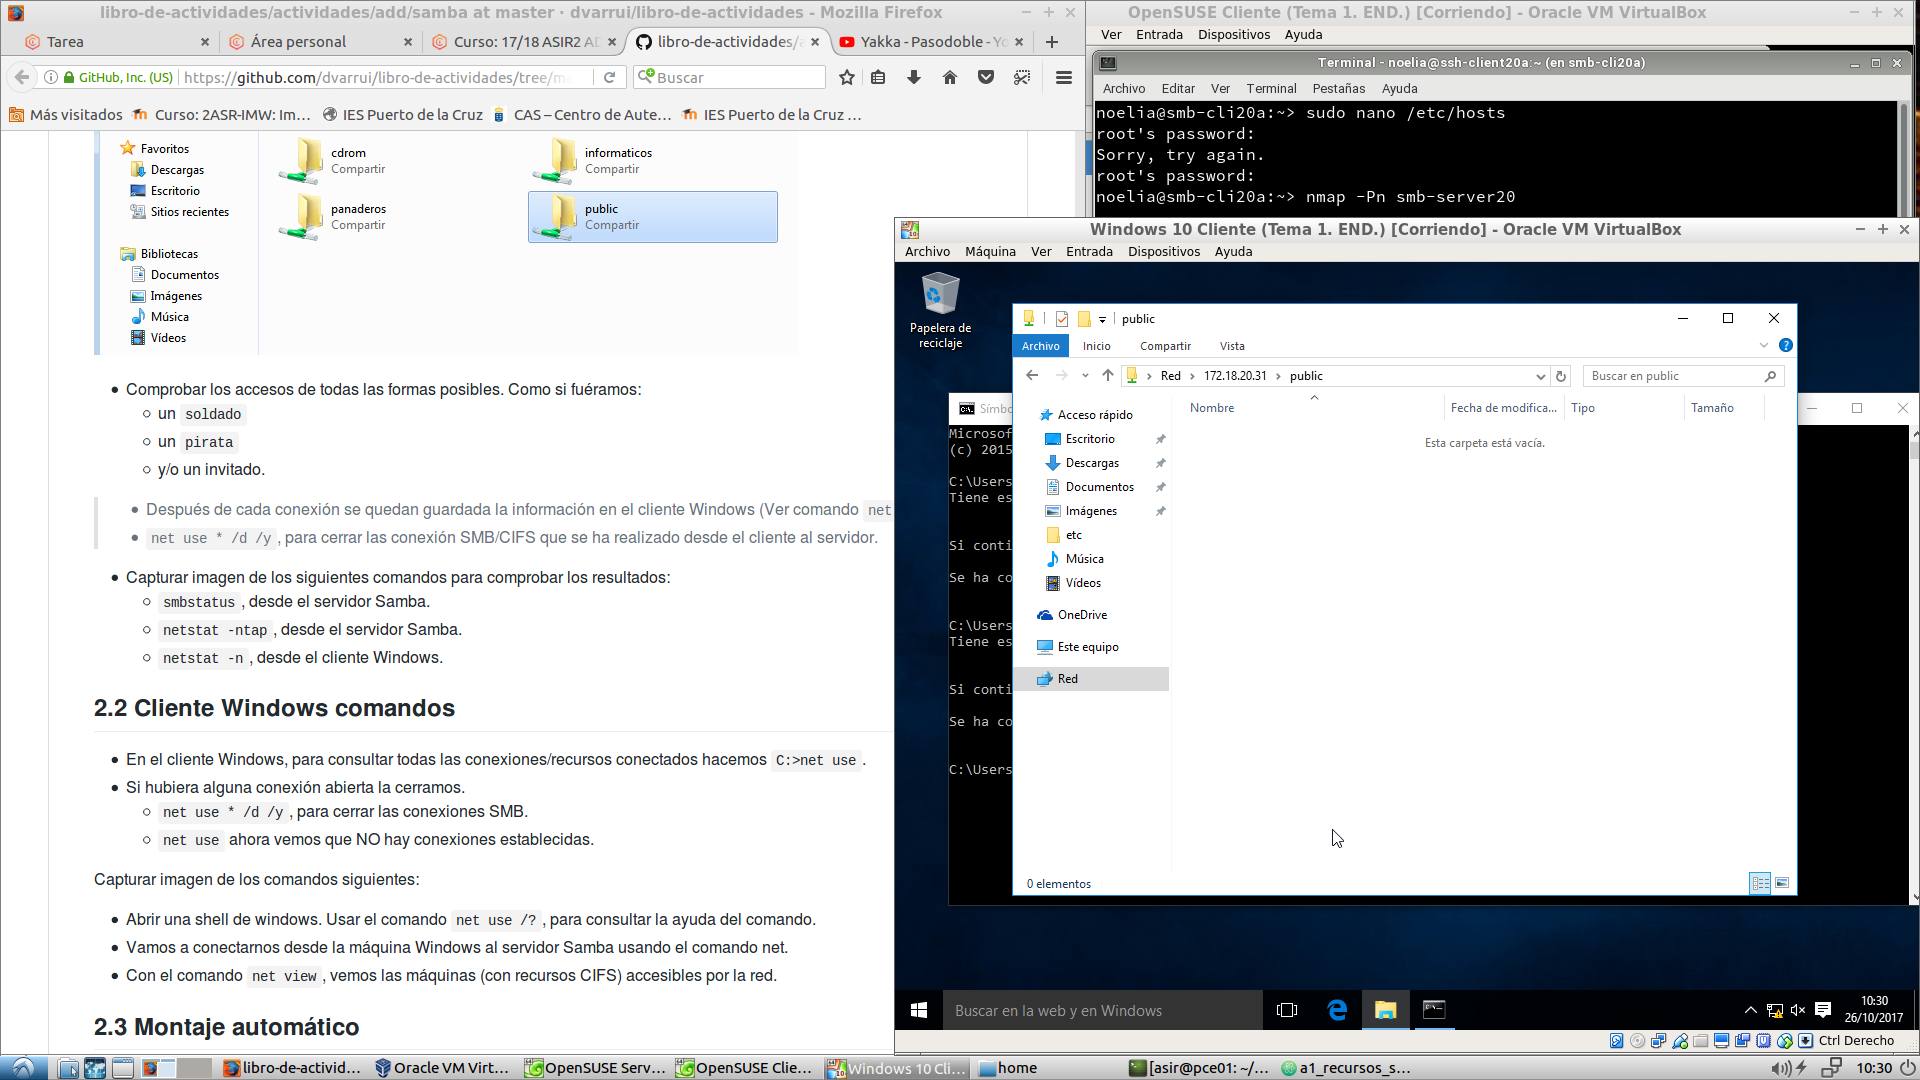 libro-de-actividades/actividades/add/samba at master · dvarrui/libro-de-actividades - Mozilla Firefox
Tarea
Área personal
Curso: 17/18 ASIR2 AD
libro-de-actividades/a
Yakka - Pasodoble - Yo
GitHub, Inc. (US)
https://github.com/dvarrui/libro-de-actividades/tree/ma
Buscar
Más visitados
Curso: 2ASR-IMW: Im...
IES Puerto de la Cruz
CAS – Centro de Aute...
IES Puerto de la Cruz ...
Favoritos
Descargas
Escritorio
Sitios recientes
Bibliotecas
Documentos
Imágenes
Música
Vídeos
cdrom
Compartir
informaticos
Compartir
panaderos
Compartir
public
Compartir
Comprobar los accesos de todas las formas posibles. Como si fuéramos:
un soldado
un pirata
y/o un invitado.
Después de cada conexión se quedan guardada la información en el cliente Windows (Ver comando net
net use * /d /y , para cerrar las conexión SMB/CIFS que se ha realizado desde el cliente al servidor.
Capturar imagen de los siguientes comandos para comprobar los resultados:
smbstatus , desde el servidor Samba.
netstat -ntap , desde el servidor Samba.
netstat -n , desde el cliente Windows.
2.2 Cliente Windows comandos
En el cliente Windows, para consultar todas las conexiones/recursos conectados hacemos C:>net use .
Si hubiera alguna conexión abierta la cerramos.
net use * /d /y , para cerrar las conexiones SMB.
net use ahora vemos que NO hay conexiones establecidas.
Capturar imagen de los comandos siguientes:
Abrir una shell de windows. Usar el comando net use /? , para consultar la ayuda del comando.
Vamos a conectarnos desde la máquina Windows al servidor Samba usando el comando net.
Con el comando net view , vemos las máquinas (con recursos CIFS) accesibles por la red.
2.3 Montaje automático
OpenSUSE Cliente (Tema 1. END.) [Corriendo] - Oracle VM VirtualBox
Ver Entrada Dispositivos Ayuda
Terminal - noelia@ssh-client20a:~ (en smb-cli20a)
Archivo Editar Ver Terminal Pestañas Ayuda
noelia@smb-cli20a:~> sudo nano /etc/hosts
root's password:
Sorry, try again.
root's password:
noelia@smb-cli20a:~> nmap -Pn smb-server20
Windows 10 Cliente (Tema 1. END.) [Corriendo] - Oracle VM VirtualBox
Archivo Máquina Ver Entrada Dispositivos Ayuda
Papelera de
reciclaje
Símbo
Microsof
(c) 2015
C:\Users
Tiene es
Si conti
Se ha co
C:\Users
Tiene es
Si conti
Se ha co
C:\Users
public
Archivo Inicio Compartir Vista
Red > 172.18.20.31 > public
Buscar en public
Nombre Fecha de modifica... Tipo Tamaño
Esta carpeta está vacía.
Acceso rápido
Escritorio
Descargas
Documentos
Imágenes
etc
Música
Vídeos
OneDrive
Este equipo
Red
0 elementos
Buscar en la web y en Windows
10:30
26/10/2017
Ctrl Derecho
libro-de-activid...
Oracle VM Virt...
OpenSUSE Serv...
OpenSUSE Clie...
Windows 10 Cli...
home
[asir@pce01: ~/...
a1_recursos_s...
10:30